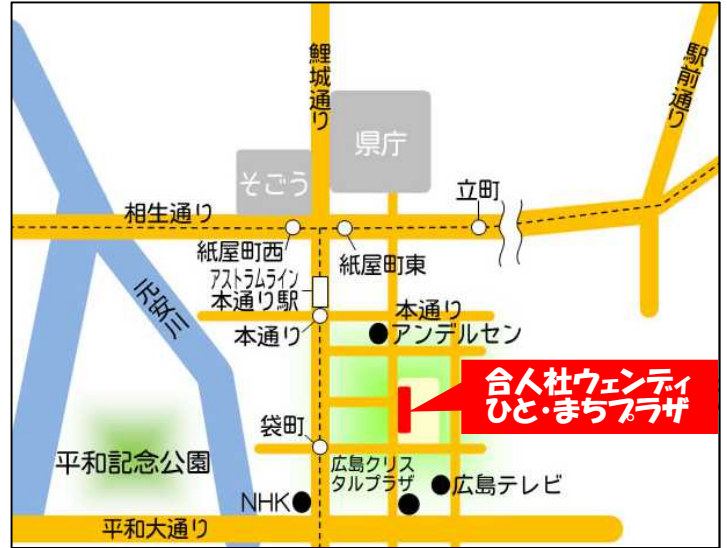 鯉城通り
駅前通り
県庁
そごう
立町
相生通り
紙屋町西
紙屋町東
アストラムライン
本通り駅
本通り
本通り
元安川
アンデルセン
合人社ウェンディ
ひと・まちプラザ
袋町
平和記念公園
広島クリス
タルプラザ
広島テレビ
NHK
平和大通り